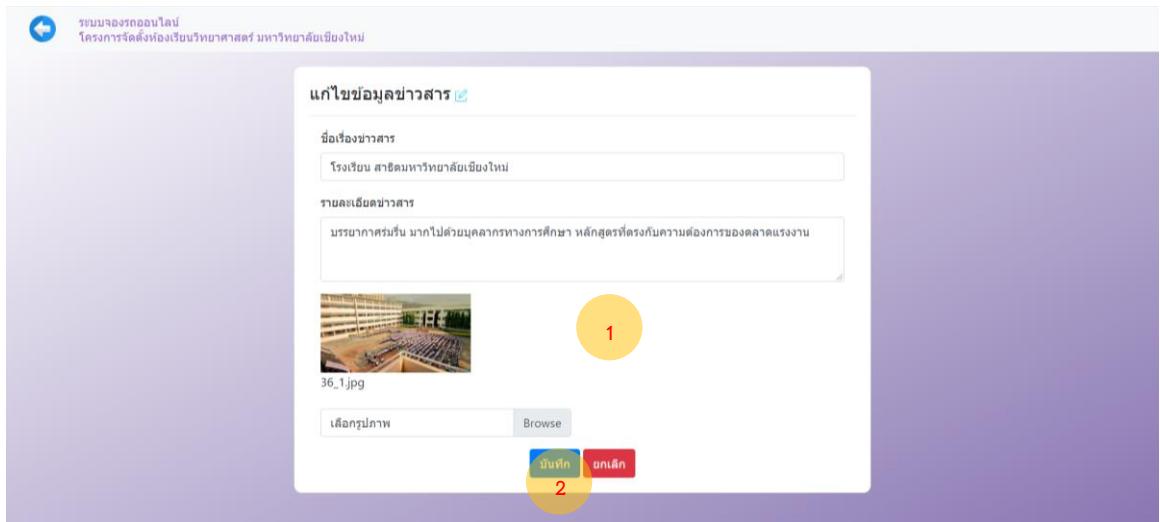 ระบบจองรถออนไลน์
โครงการจัดตั้งห้องเรียนวิทยาศาสตร์ มหาวิทยาลัยเชียงใหม่
แก้ไขข้อมูลข่าวสาร
ชื่อเรื่องข่าวสาร
โรงเรียน สาธิตมหาวิทยาลัยเชียงใหม่
รายละเอียดข่าวสาร
บรรยากาศร่มรื่น มากไปด้วยบุคลากรทางการศึกษา หลักสูตรที่ตรงกับความต้องการของตลาดแรงงาน
1
36_1.jpg
เลือกรูปภาพ Browse
บันทึก ยกเลิก
2